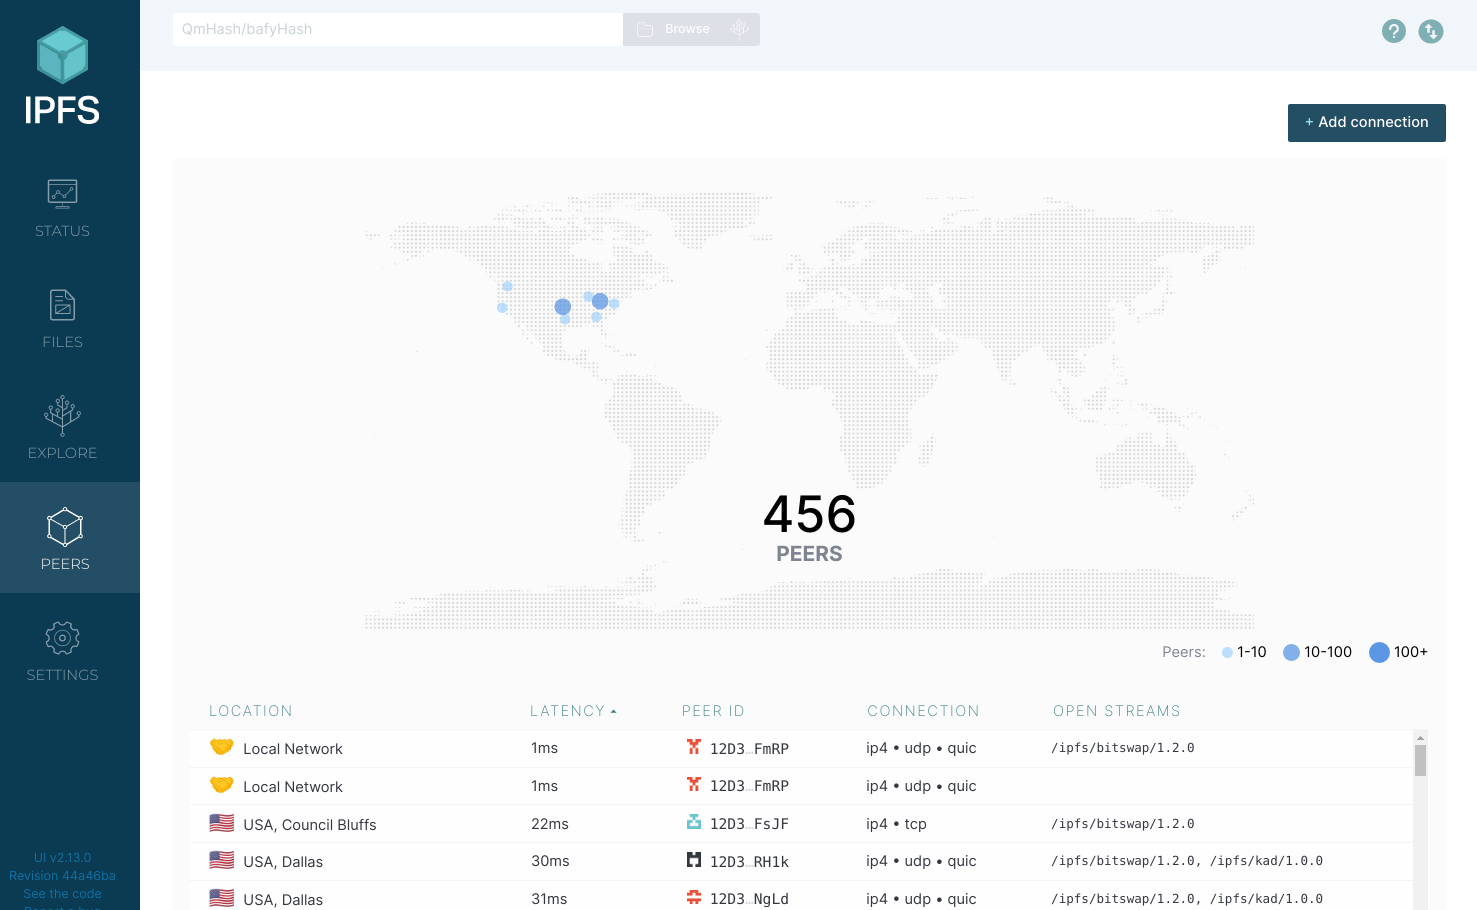 QmHash/bafyHash
Browse
IPFS
+ Add connection
STATUS
FILES
EXPLORE
PEERS
SETTINGS
456
PEERS
Peers: 1-10 10-100 100+
LOCATION LATENCY PEER ID CONNECTION OPEN STREAMS
Local Network 1ms 12D3…FmRP ip4 • udp • quic /ipfs/bitswap/1.2.0
Local Network 1ms 12D3…FmRP ip4 • udp • quic
USA, Council Bluffs 22ms 12D3…FsJF ip4 • tcp /ipfs/bitswap/1.2.0
USA, Dallas 30ms 12D3…RH1k ip4 • udp • quic /ipfs/bitswap/1.2.0, /ipfs/kad/1.0.0
USA, Dallas 31ms 12D3…NgLd ip4 • udp • quic /ipfs/bitswap/1.2.0, /ipfs/kad/1.0.0
UI v2.13.0
Revision 44a46ba
See the code
Report a bug